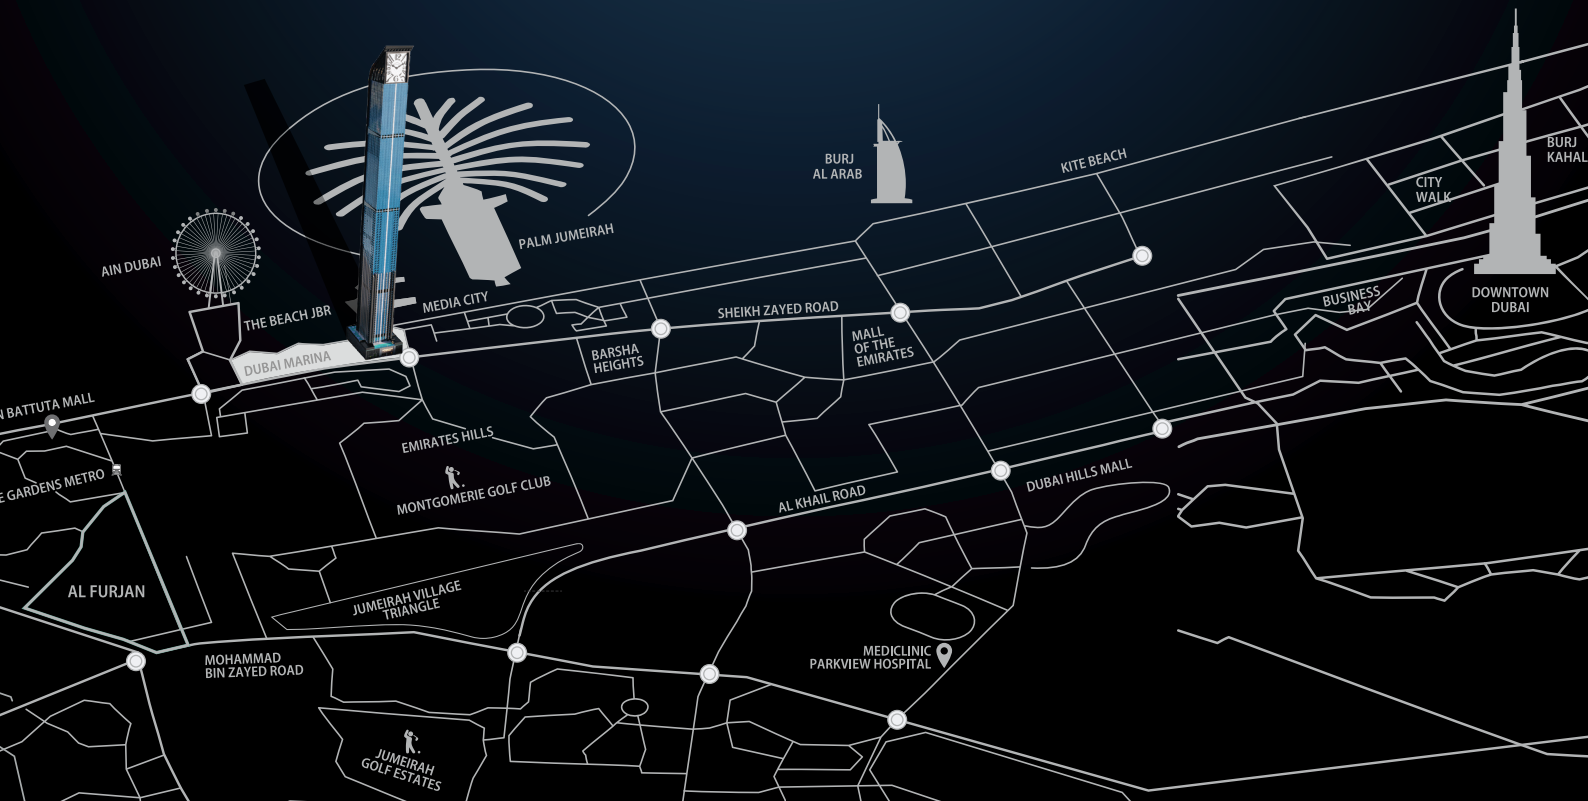 BURJ
AL ARAB
KITE BEACH
BURJ
KAHAL
CITY
WALK
AIN DUBAI
PALM JUMEIRAH
THE BEACH JBR
MEDIA CITY
SHEIKH ZAYED ROAD
BUSINESS
BAY
DOWNTOWN
DUBAI
DUBAI MARINA
BARSHA
HEIGHTS
MALL
OF THE
EMIRATES
N BATTUTA MALL
EMIRATES HILLS
E GARDENS METRO
MONTGOMERIE GOLF CLUB
AL KHAIL ROAD
DUBAI HILLS MALL
AL FURJAN
JUMEIRAH VILLAGE
TRIANGLE
MOHAMMAD
BIN ZAYED ROAD
MEDICLINIC
PARKVIEW HOSPITAL
JUMEIRAH
GOLF ESTATES